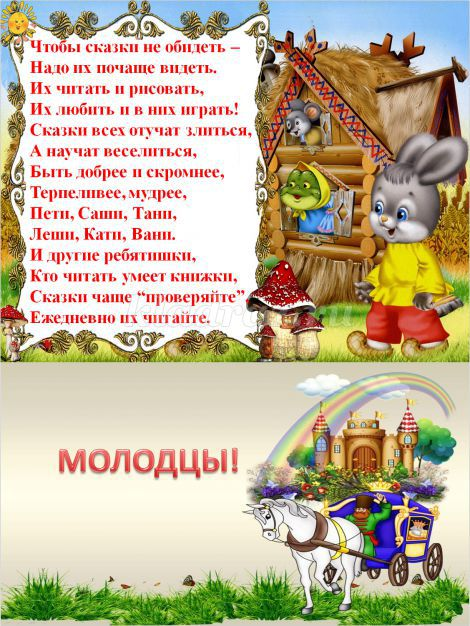 Чтобы сказки не обидеть –
Надо их почаще видеть.
Их читать и рисовать,
Их любить и в них играть!
Сказки всех отучат злиться,
А научат веселиться,
Быть добрее и скромнее,
Терпеливее, мудрее,
Пети, Саши, Тани,
Леши, Кати, Вани.
И другие ребятишки,
Кто читать умеет книжки,
Сказки чаще “проверяйте”
Ежедневно их читайте.
МОЛОДЦЫ!